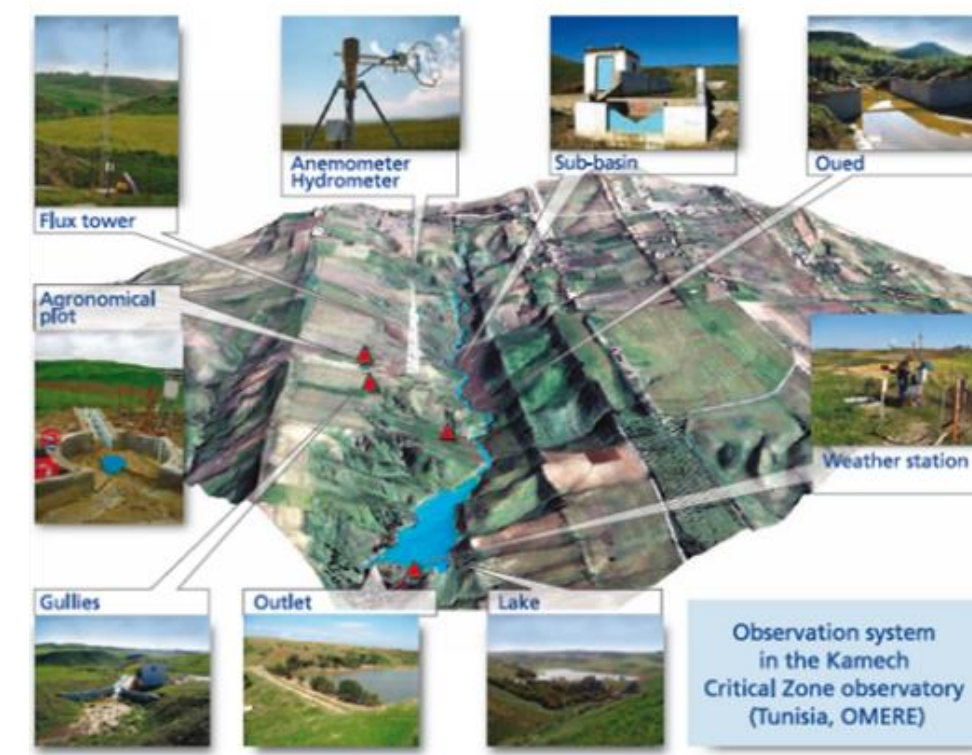 Flux tower
Anemometer
Hydrometer
Sub-basin
Oued
Agronomical
plot
Weather station
Gullies
Outlet
Lake
Observation system
in the Kamech
Critical Zone observatory
(Tunisia, OMERE)